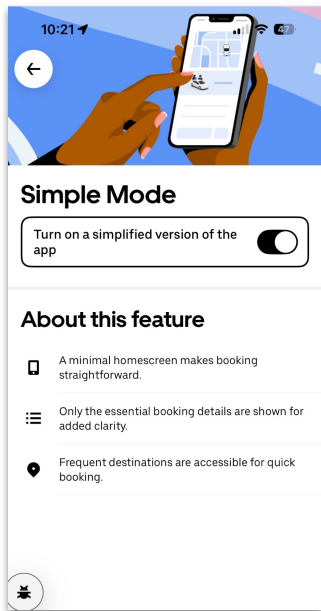 10:21
47
Simple Mode
Turn on a simplified version of the
app
About this feature
A minimal homescreen makes booking
straightforward.
Only the essential booking details are shown for
added clarity.
Frequent destinations are accessible for quick
booking.